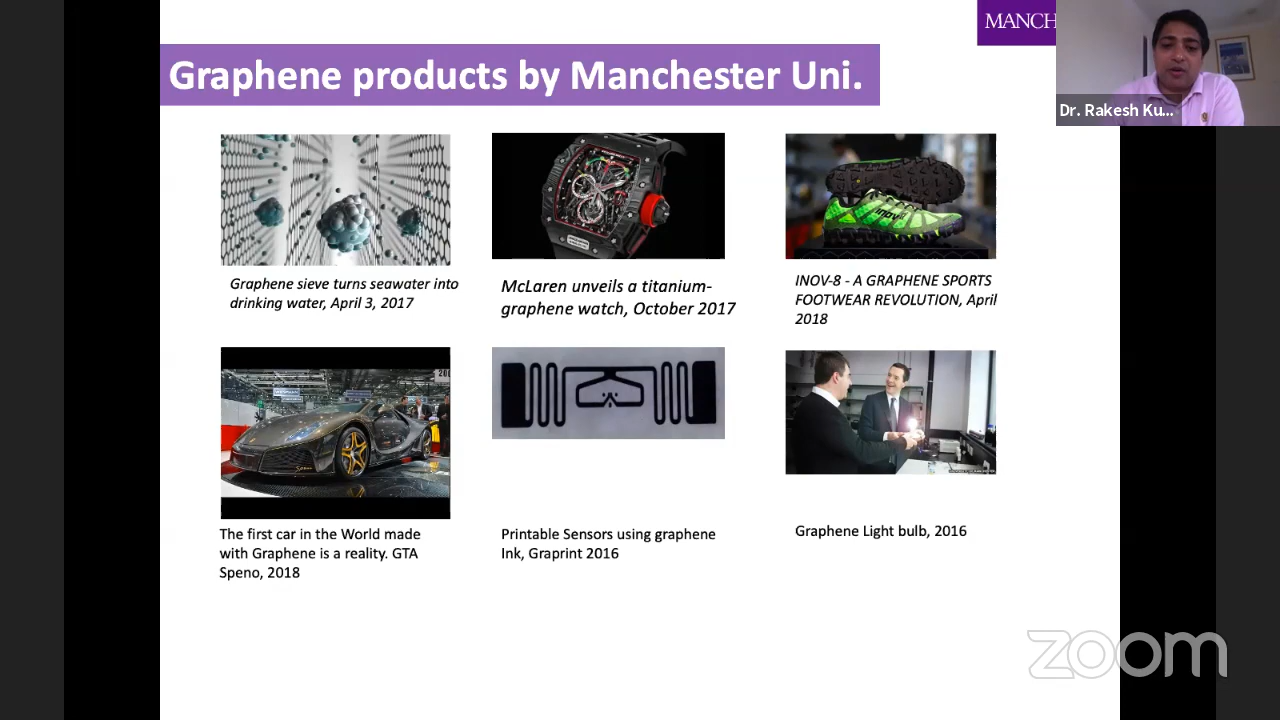 MANCH
Graphene products by Manchester Uni.
Dr. Rakesh Ku...
inov8
Graphene sieve turns seawater into
drinking water, April 3, 2017
McLaren unveils a titanium-
graphene watch, October 2017
INOV-8 - A GRAPHENE SPORTS
FOOTWEAR REVOLUTION, April
2018
The first car in the World made
with Graphene is a reality. GTA
Speno, 2018
Printable Sensors using graphene
Ink, Graprint 2016
Graphene Light bulb, 2016
zoom